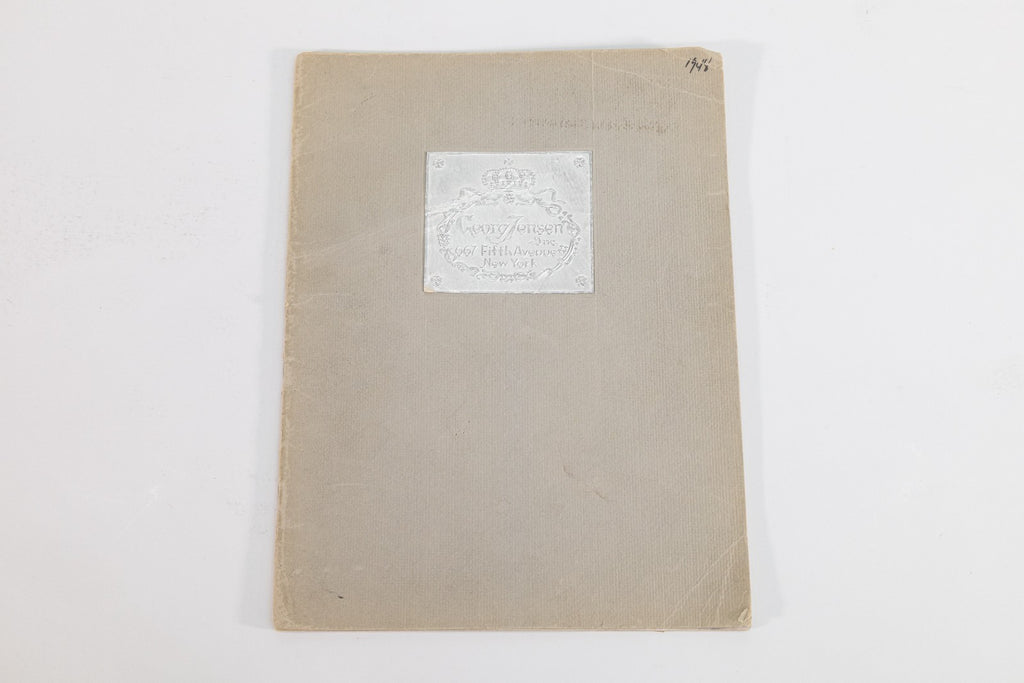 1948
Georg Jensen
Inc
667 Fifth Avenue
New York